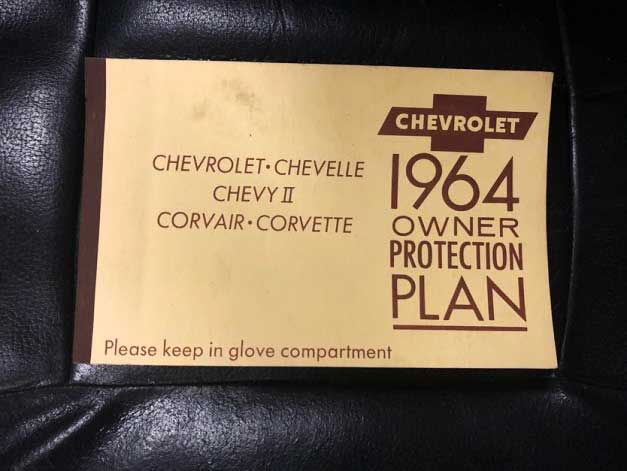 CHEVROLET
1964
OWNER
PROTECTION
PLAN
CHEVROLET • CHEVELLE
CHEVY II
CORVAIR • CORVETTE
Please keep in glove compartment